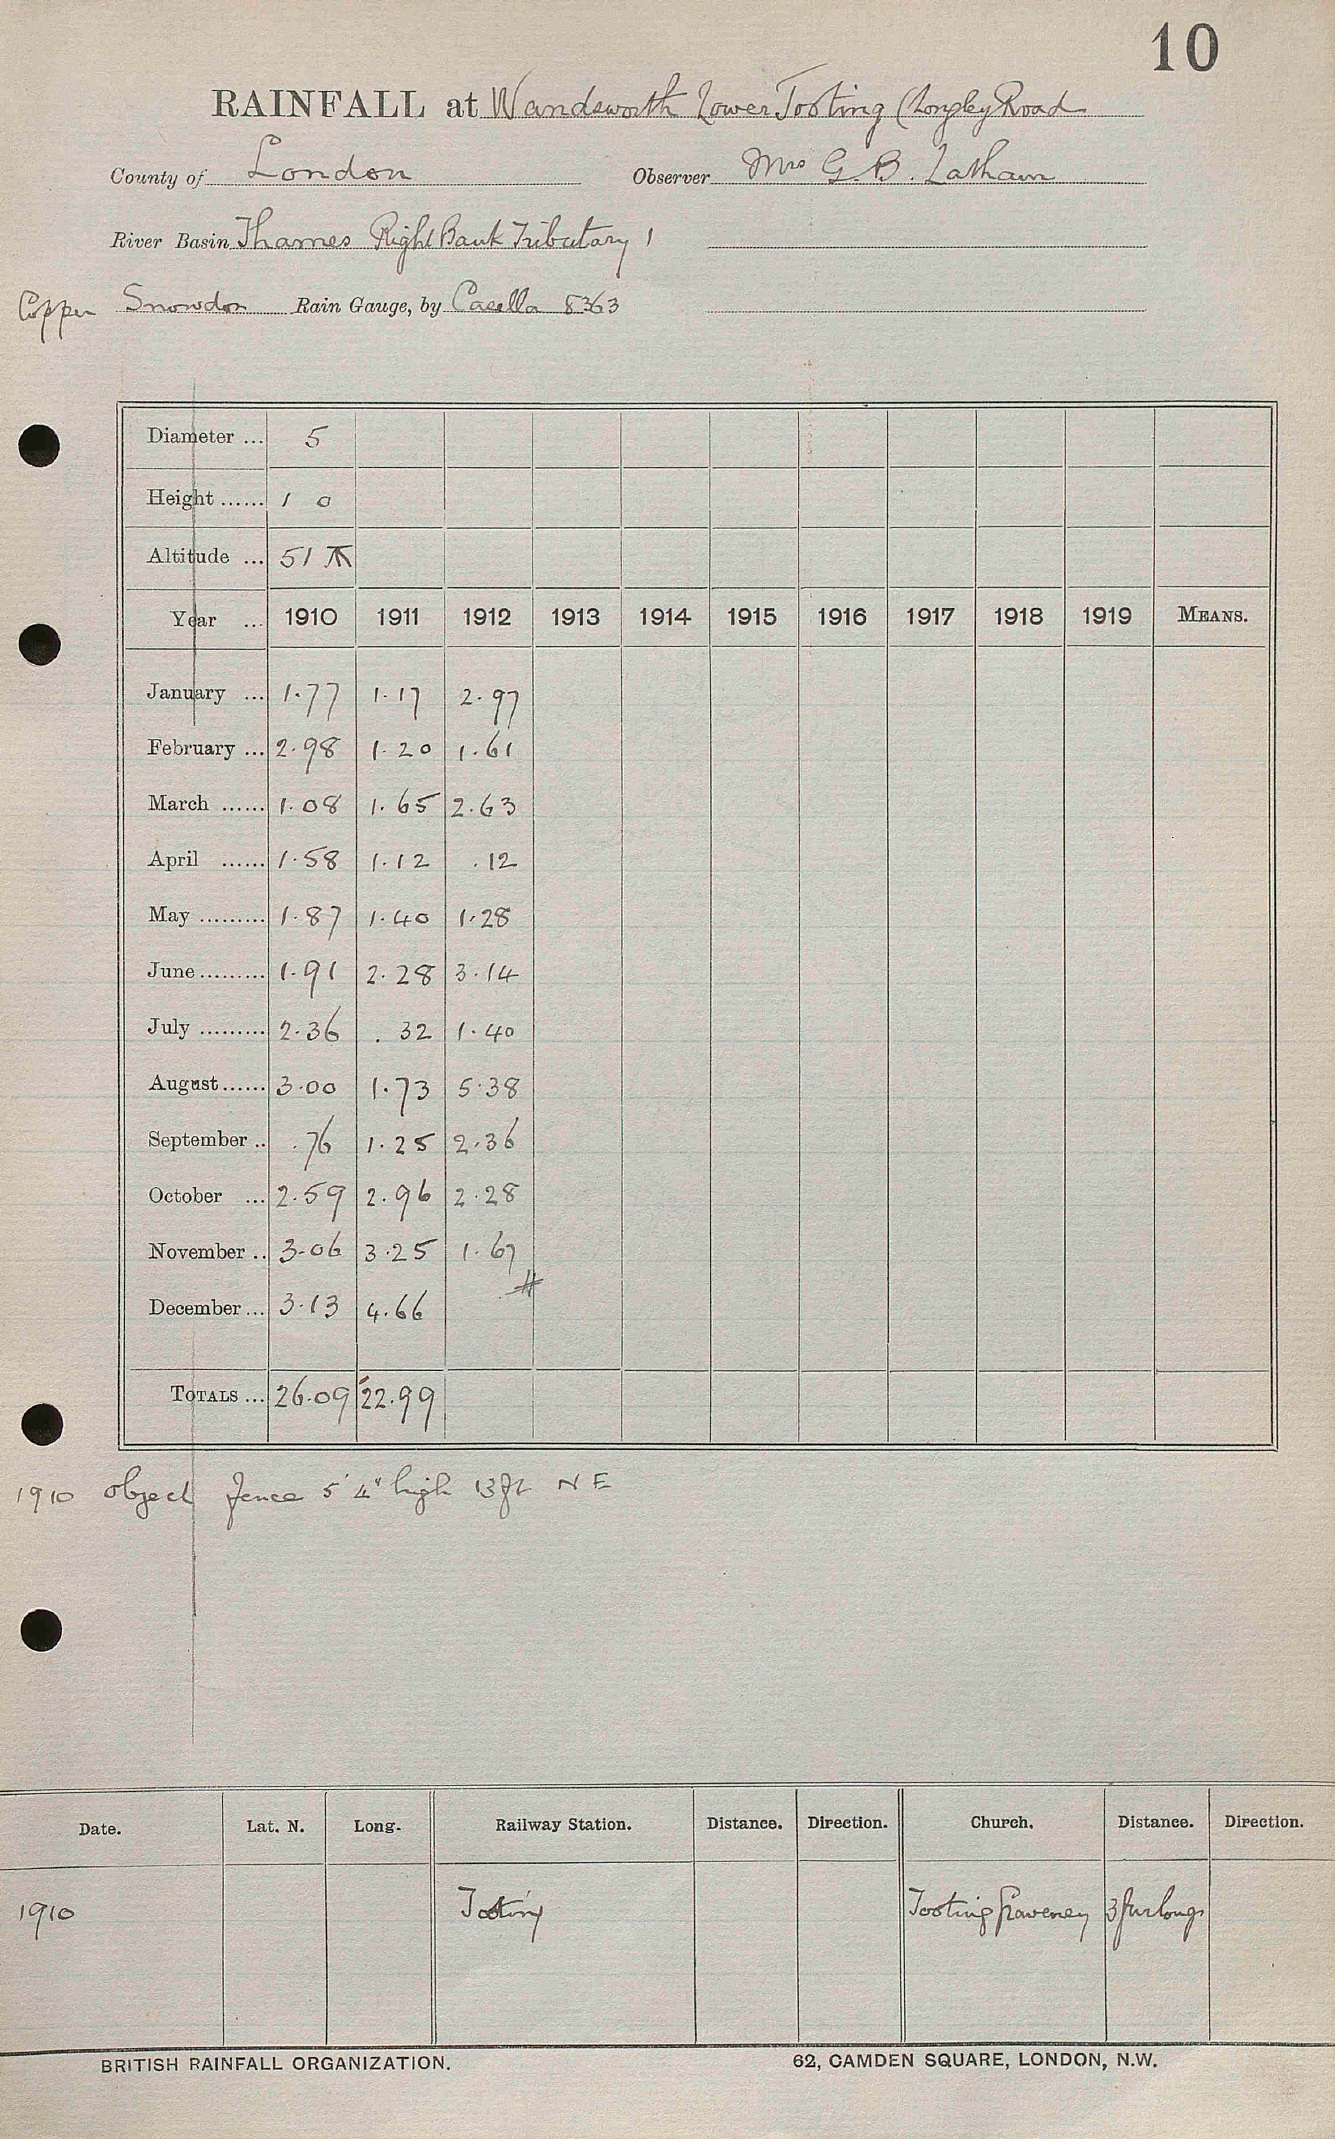 10
RAINFALL at Wandsworth Lower Tooting (Longley Road
County of London Observer Mrs G. B. Latham
River Basin Thames Right Bank Tributary 1
Copper Snowdon Rain Gauge, by Casella 8363
Diameter ... 5
Height ...... 1 0
Altitude ... 51
Year ... 1910 1911 1912 1913 1914 1915 1916 1917 1918 1919 MEANS.
January ... 1.77 1.17 2.97
February ... 2.98 1.20 1.61
March ...... 1.08 1.65 2.63
April ...... 1.58 1.12 .12
May ......... 1.87 1.40 1.28
June ......... 1.91 2.28 3.14
July ......... 2.36 .32 1.40
August ...... 3.00 1.73 5.38
September .. .76 1.25 2.36
October ... 2.59 2.96 2.28
November .. 3.06 3.25 1.67
#
December ... 3.13 4.66
TOTALS ... 26.09 22.99
1910 object fence 5' 4" high 13ft NE
Date. Lat. N. Long. Railway Station. Distance. Direction. Church. Distance. Direction.
1910 Tooting Tooting Graveney 3 furlongs
BRITISH RAINFALL ORGANIZATION. 62, CAMDEN SQUARE, LONDON, N.W.